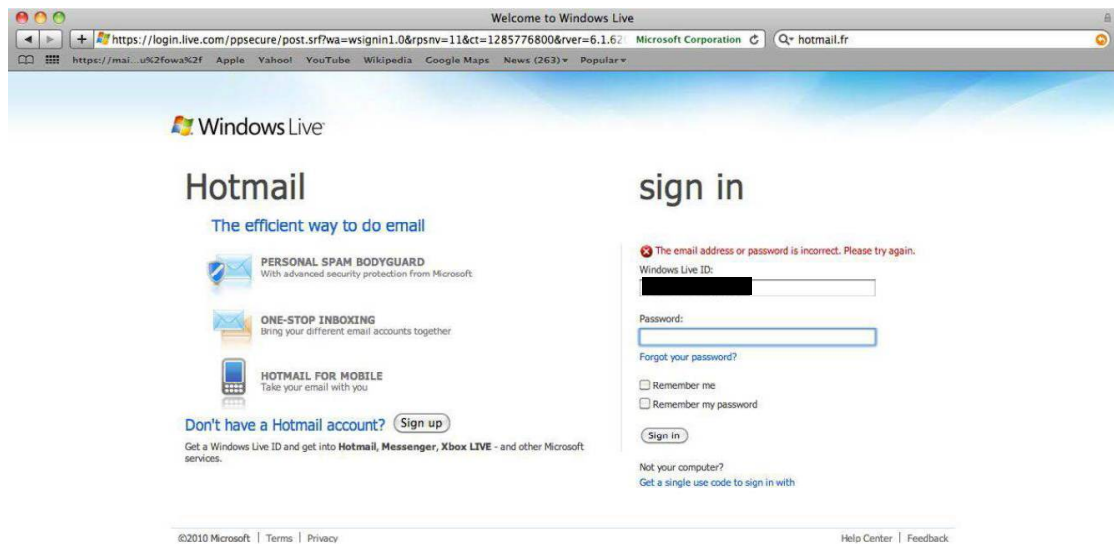 Welcome to Windows Live
https://login.live.com/ppsecure/post.srf?wa=wsignin1.0&rpsnv=11&ct=1285776800&rver=6.1.62 Microsoft Corporation hotmail.fr
https://mai...u%2fowa%2f Apple Yahoo! YouTube Wikipedia Google Maps News (263) Popular
Windows Live
Hotmail
The efficient way to do email
PERSONAL SPAM BODYGUARD
With advanced security protection from Microsoft
ONE-STOP INBOXING
Bring your different email accounts together
HOTMAIL FOR MOBILE
Take your email with you
Don't have a Hotmail account? Sign up
Get a Windows Live ID and get into Hotmail, Messenger, Xbox LIVE - and other Microsoft
services.
sign in
The email address or password is incorrect. Please try again.
Windows Live ID:
Password:
Forgot your password?
Remember me
Remember my password
Sign in
Not your computer?
Get a single use code to sign in with
©2010 Microsoft | Terms | Privacy
Help Center | Feedback